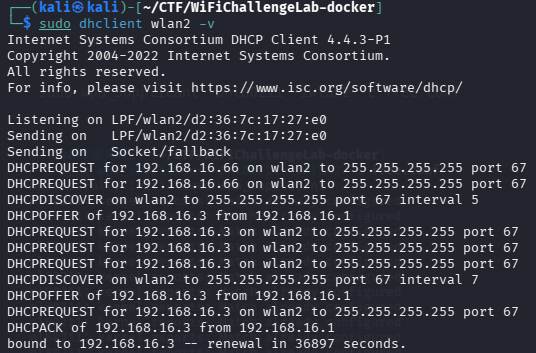 ┌──(kali㉿kali)-[~/CTF/WiFiChallengeLab-docker]
└─$ sudo dhclient wlan2 -v
Internet Systems Consortium DHCP Client 4.4.3-P1
Copyright 2004-2022 Internet Systems Consortium.
All rights reserved.
For info, please visit https://www.isc.org/software/dhcp/

Listening on LPF/wlan2/d2:36:7c:17:27:e0
Sending on   LPF/wlan2/d2:36:7c:17:27:e0
Sending on   Socket/fallback
DHCPREQUEST for 192.168.16.66 on wlan2 to 255.255.255.255 port 67
DHCPREQUEST for 192.168.16.66 on wlan2 to 255.255.255.255 port 67
DHCPDISCOVER on wlan2 to 255.255.255.255 port 67 interval 5
DHCPOFFER of 192.168.16.3 from 192.168.16.1
DHCPREQUEST for 192.168.16.3 on wlan2 to 255.255.255.255 port 67
DHCPREQUEST for 192.168.16.3 on wlan2 to 255.255.255.255 port 67
DHCPREQUEST for 192.168.16.3 on wlan2 to 255.255.255.255 port 67
DHCPDISCOVER on wlan2 to 255.255.255.255 port 67 interval 7
DHCPOFFER of 192.168.16.3 from 192.168.16.1
DHCPREQUEST for 192.168.16.3 on wlan2 to 255.255.255.255 port 67
DHCPACK of 192.168.16.3 from 192.168.16.1
bound to 192.168.16.3 -- renewal in 36897 seconds.